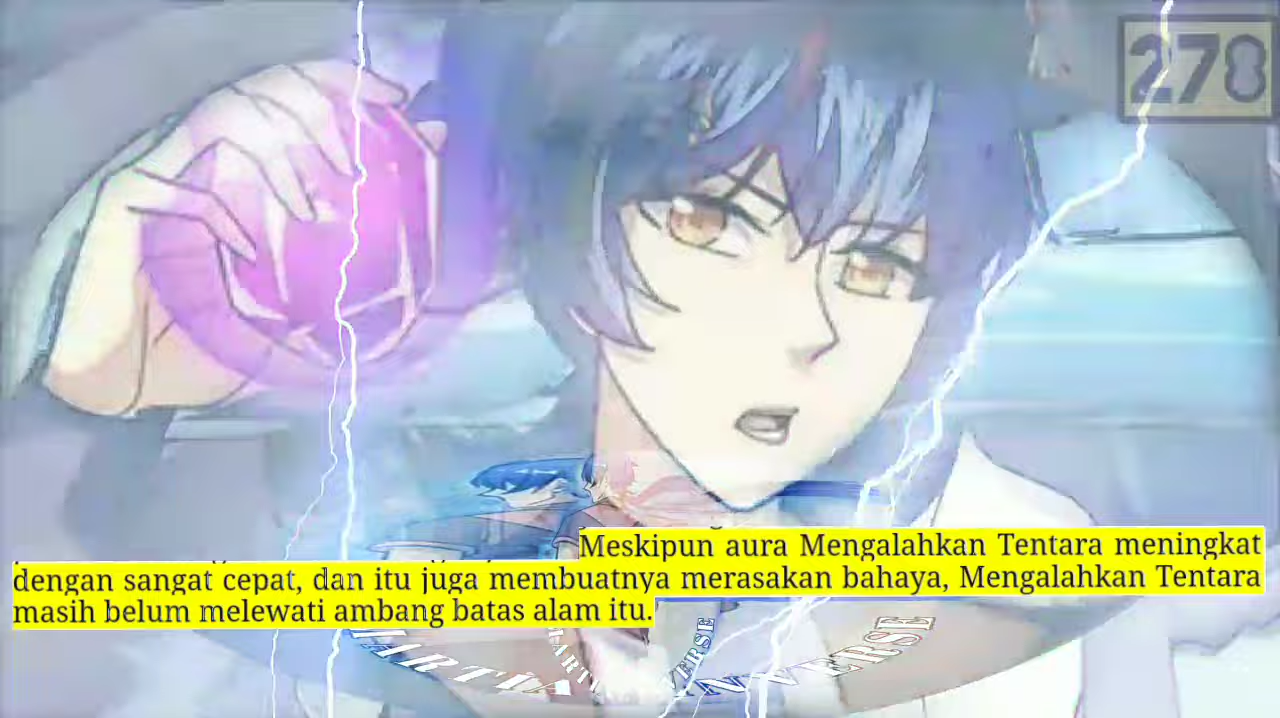 278
Meskipun aura Mengalahkan Tentara meningkat
dengan sangat cepat, dan itu juga membuatnya merasakan bahaya, Mengalahkan Tentara
masih belum melewati ambang batas alam itu.